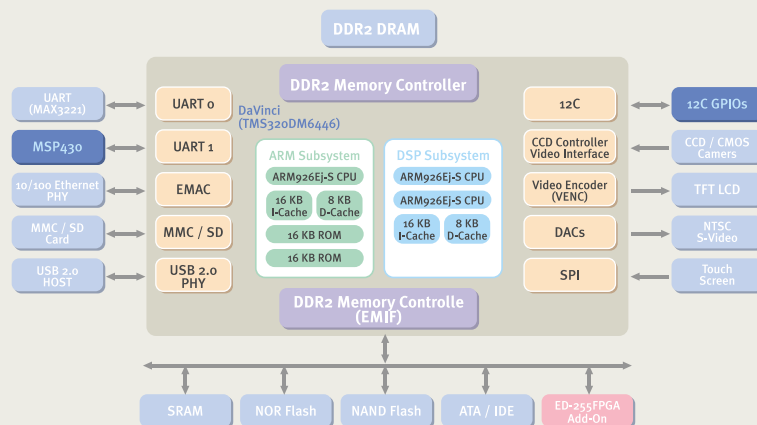 DDR2 DRAM
DDR2 Memory Controller
DaVinci
(TMS320DM6446)
UART
(MAX3221)
MSP430
10/100 Ethernet
PHY
MMC / SD
Card
USB 2.0
HOST
UART 0
UART 1
EMAC
MMC / SD
USB 2.0
PHY
ARM Subsystem
ARM926Ej-S CPU
16 KB
I-Cache
8 KB
D-Cache
16 KB ROM
16 KB ROM
DSP Subsystem
ARM926Ej-S CPU
ARM926Ej-S CPU
16 KB
I-Cache
8 KB
D-Cache
12C
CCD Controller
Video Interface
Video Encoder
(VENC)
DACs
SPI
12C GPIOs
CCD / CMOS
Camers
TFT LCD
NTSC
S-Video
Touch
Screen
DDR2 Memory Controlle
(EMIF)
SRAM
NOR Flash
NAND Flash
ATA / IDE
ED-255FPGA
Add-On